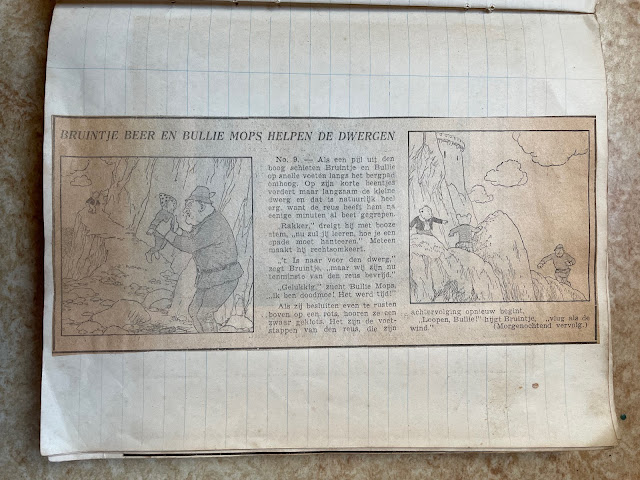 BRUINTJE BEER EN BULLIE MOPS HELPEN DE DWERGEN
No. 9. — Als een pijl uit den
boog schieten Bruintje en Bullie
op snelle voeten langs het bergpad
omhoog. Op zijn korte beentjes
vordert maar langzaam de kleine
dwerg en dat is natuurlijk heel
erg, want de reus heeft hem na
eenige minuten al beet gegrepen.
„Rakker,” dreigt hij met booze
stem, „nu zul jij leeren, hoe je een
spade moet hanteeren.” Meteen
maakt hij rechtsomkeert.
„'t Is naar voor den dwerg,”
zegt Bruintje, „maar wij zijn nu
tenminste van den reus bevrijd.”
„Gelukkig,” zucht Bullie Mops,
„ik ben doodmoe! Het werd tijd!”
Als zij besluiten even te rusten
boven op een rots, hooren ze een
zwaar geklots. Het zijn de voet-
stappen van den reus, die zijn
achtervolging opnieuw begint.
„Loopen, Bullie!” hijgt Bruintje, „vlug als de
wind.” (Morgenochtend vervolg.)